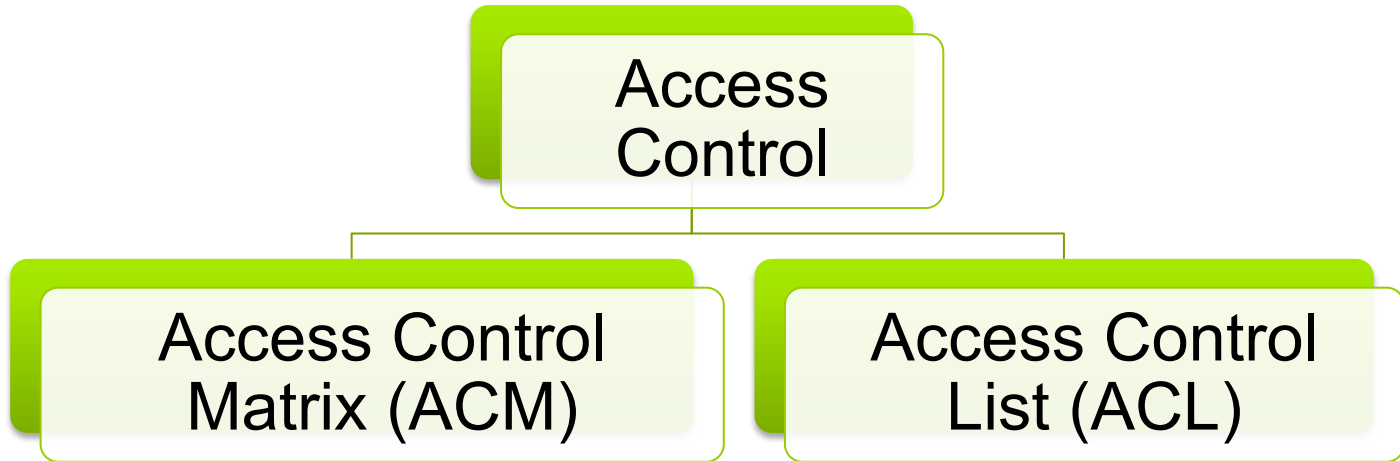 Access
Control
Access Control
Matrix (ACM)
Access Control
List (ACL)